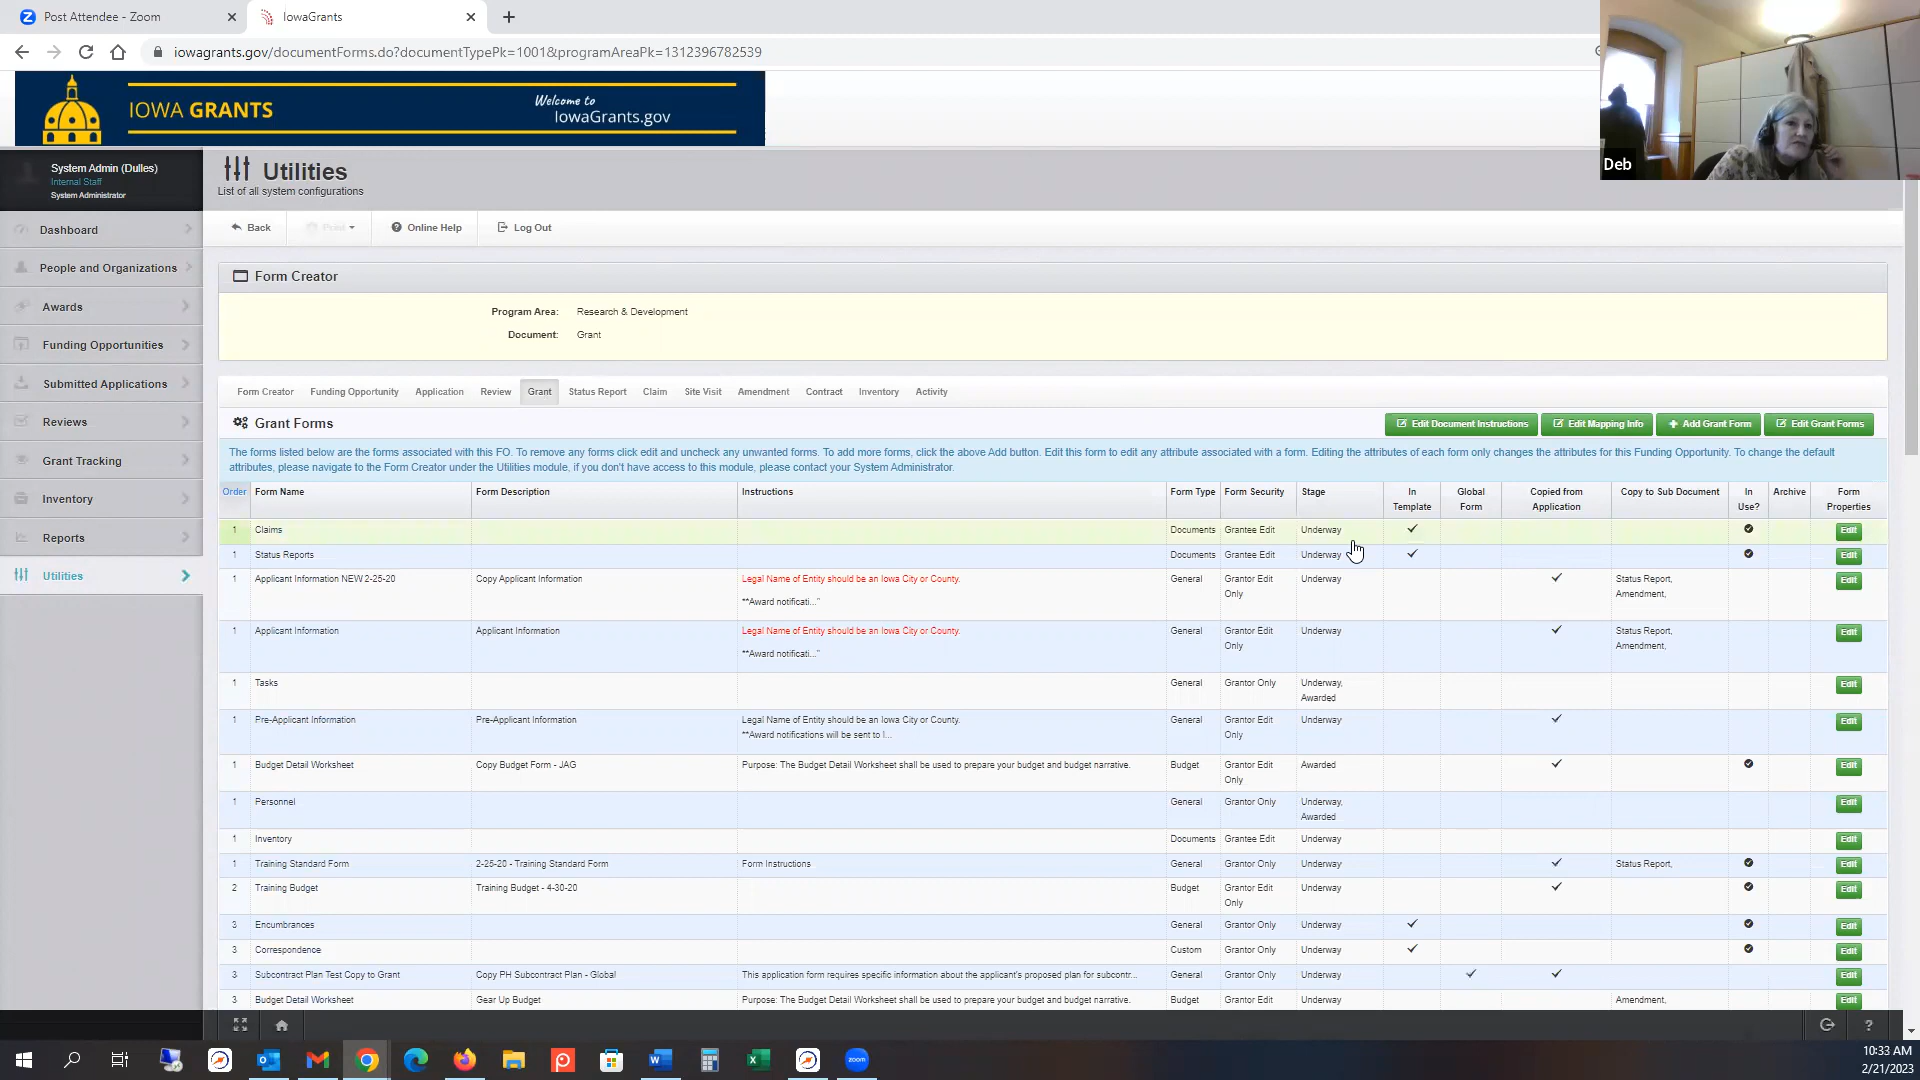 Post Attendee - Zoom
IowaGrants
iowagrants.gov/documentForms.do?documentTypePk=1001&programAreaPk=1312396782539
IOWA GRANTS
Welcome to
IowaGrants.gov
Deb
System Admin (Dulles)
Internal Staff
System Administrator
Dashboard
People and Organizations
Awards
Funding Opportunities
Submitted Applications
Reviews
Grant Tracking
Inventory
Reports
Utilities
Utilities
List of all system configurations
Back Print Online Help Log Out
Form Creator
Program Area: Research & Development
Document: Grant
Form Creator Funding Opportunity Application Review Grant Status Report Claim Site Visit Amendment Contract Inventory Activity
Grant Forms
Edit Document Instructions Edit Mapping Info Add Grant Form Edit Grant Forms
The forms listed below are the forms associated with this FO. To remove any forms click edit and uncheck any unwanted forms. To add more forms, click the above Add button. Edit this form to edit any attribute associated with a form. Editing the attributes of each form only changes the attributes for this Funding Opportunity. To change the default
attributes, please navigate to the Form Creator under the Utilities module, if you don't have access to this module, please contact your System Administrator.
Order Form Name Form Description Instructions Form Type Form Security Stage In Template Global Form Copied from Application Copy to Sub Document In Use? Archive Form Properties
1 Claims Documents Grantee Edit Underway Edit
1 Status Reports Documents Grantee Edit Underway Edit
1 Applicant Information NEW 2-25-20 Copy Applicant Information Legal Name of Entity should be an Iowa City or County. General Grantor Edit Underway Status Report, Edit
Only Amendment,
**Award notificati..."
1 Applicant Information Applicant Information Legal Name of Entity should be an Iowa City or County. General Grantor Edit Underway Status Report, Edit
Only Amendment,
**Award notificati..."
1 Tasks General Grantor Only Underway, Edit
Awarded
1 Pre-Applicant Information Pre-Applicant Information Legal Name of Entity should be an Iowa City or County. General Grantor Edit Underway Edit
**Award notifications will be sent to I... Only
1 Budget Detail Worksheet Copy Budget Form - JAG Purpose: The Budget Detail Worksheet shall be used to prepare your budget and budget narrative. Budget Grantor Edit Awarded Edit
Only
1 Personnel General Grantor Only Underway, Edit
Awarded
1 Inventory Documents Grantee Edit Underway Edit
1 Training Standard Form 2-25-20 - Training Standard Form Form Instructions General Grantor Only Underway Status Report, Edit
2 Training Budget Training Budget - 4-30-20 Budget Grantor Edit Underway Edit
Only
3 Encumbrances General Grantor Only Underway Edit
3 Correspondence Custom Grantor Only Underway Edit
3 Subcontract Plan Test Copy to Grant Copy PH Subcontract Plan - Global This application form requires specific information about the applicant's proposed plan for subcontr... General Grantor Only Underway Edit
3 Budget Detail Worksheet Gear Up Budget Purpose: The Budget Detail Worksheet shall be used to prepare your budget and budget narrative. Budget Grantor Edit Underway Amendment, Edit
zoom
10:33 AM
2/21/2023